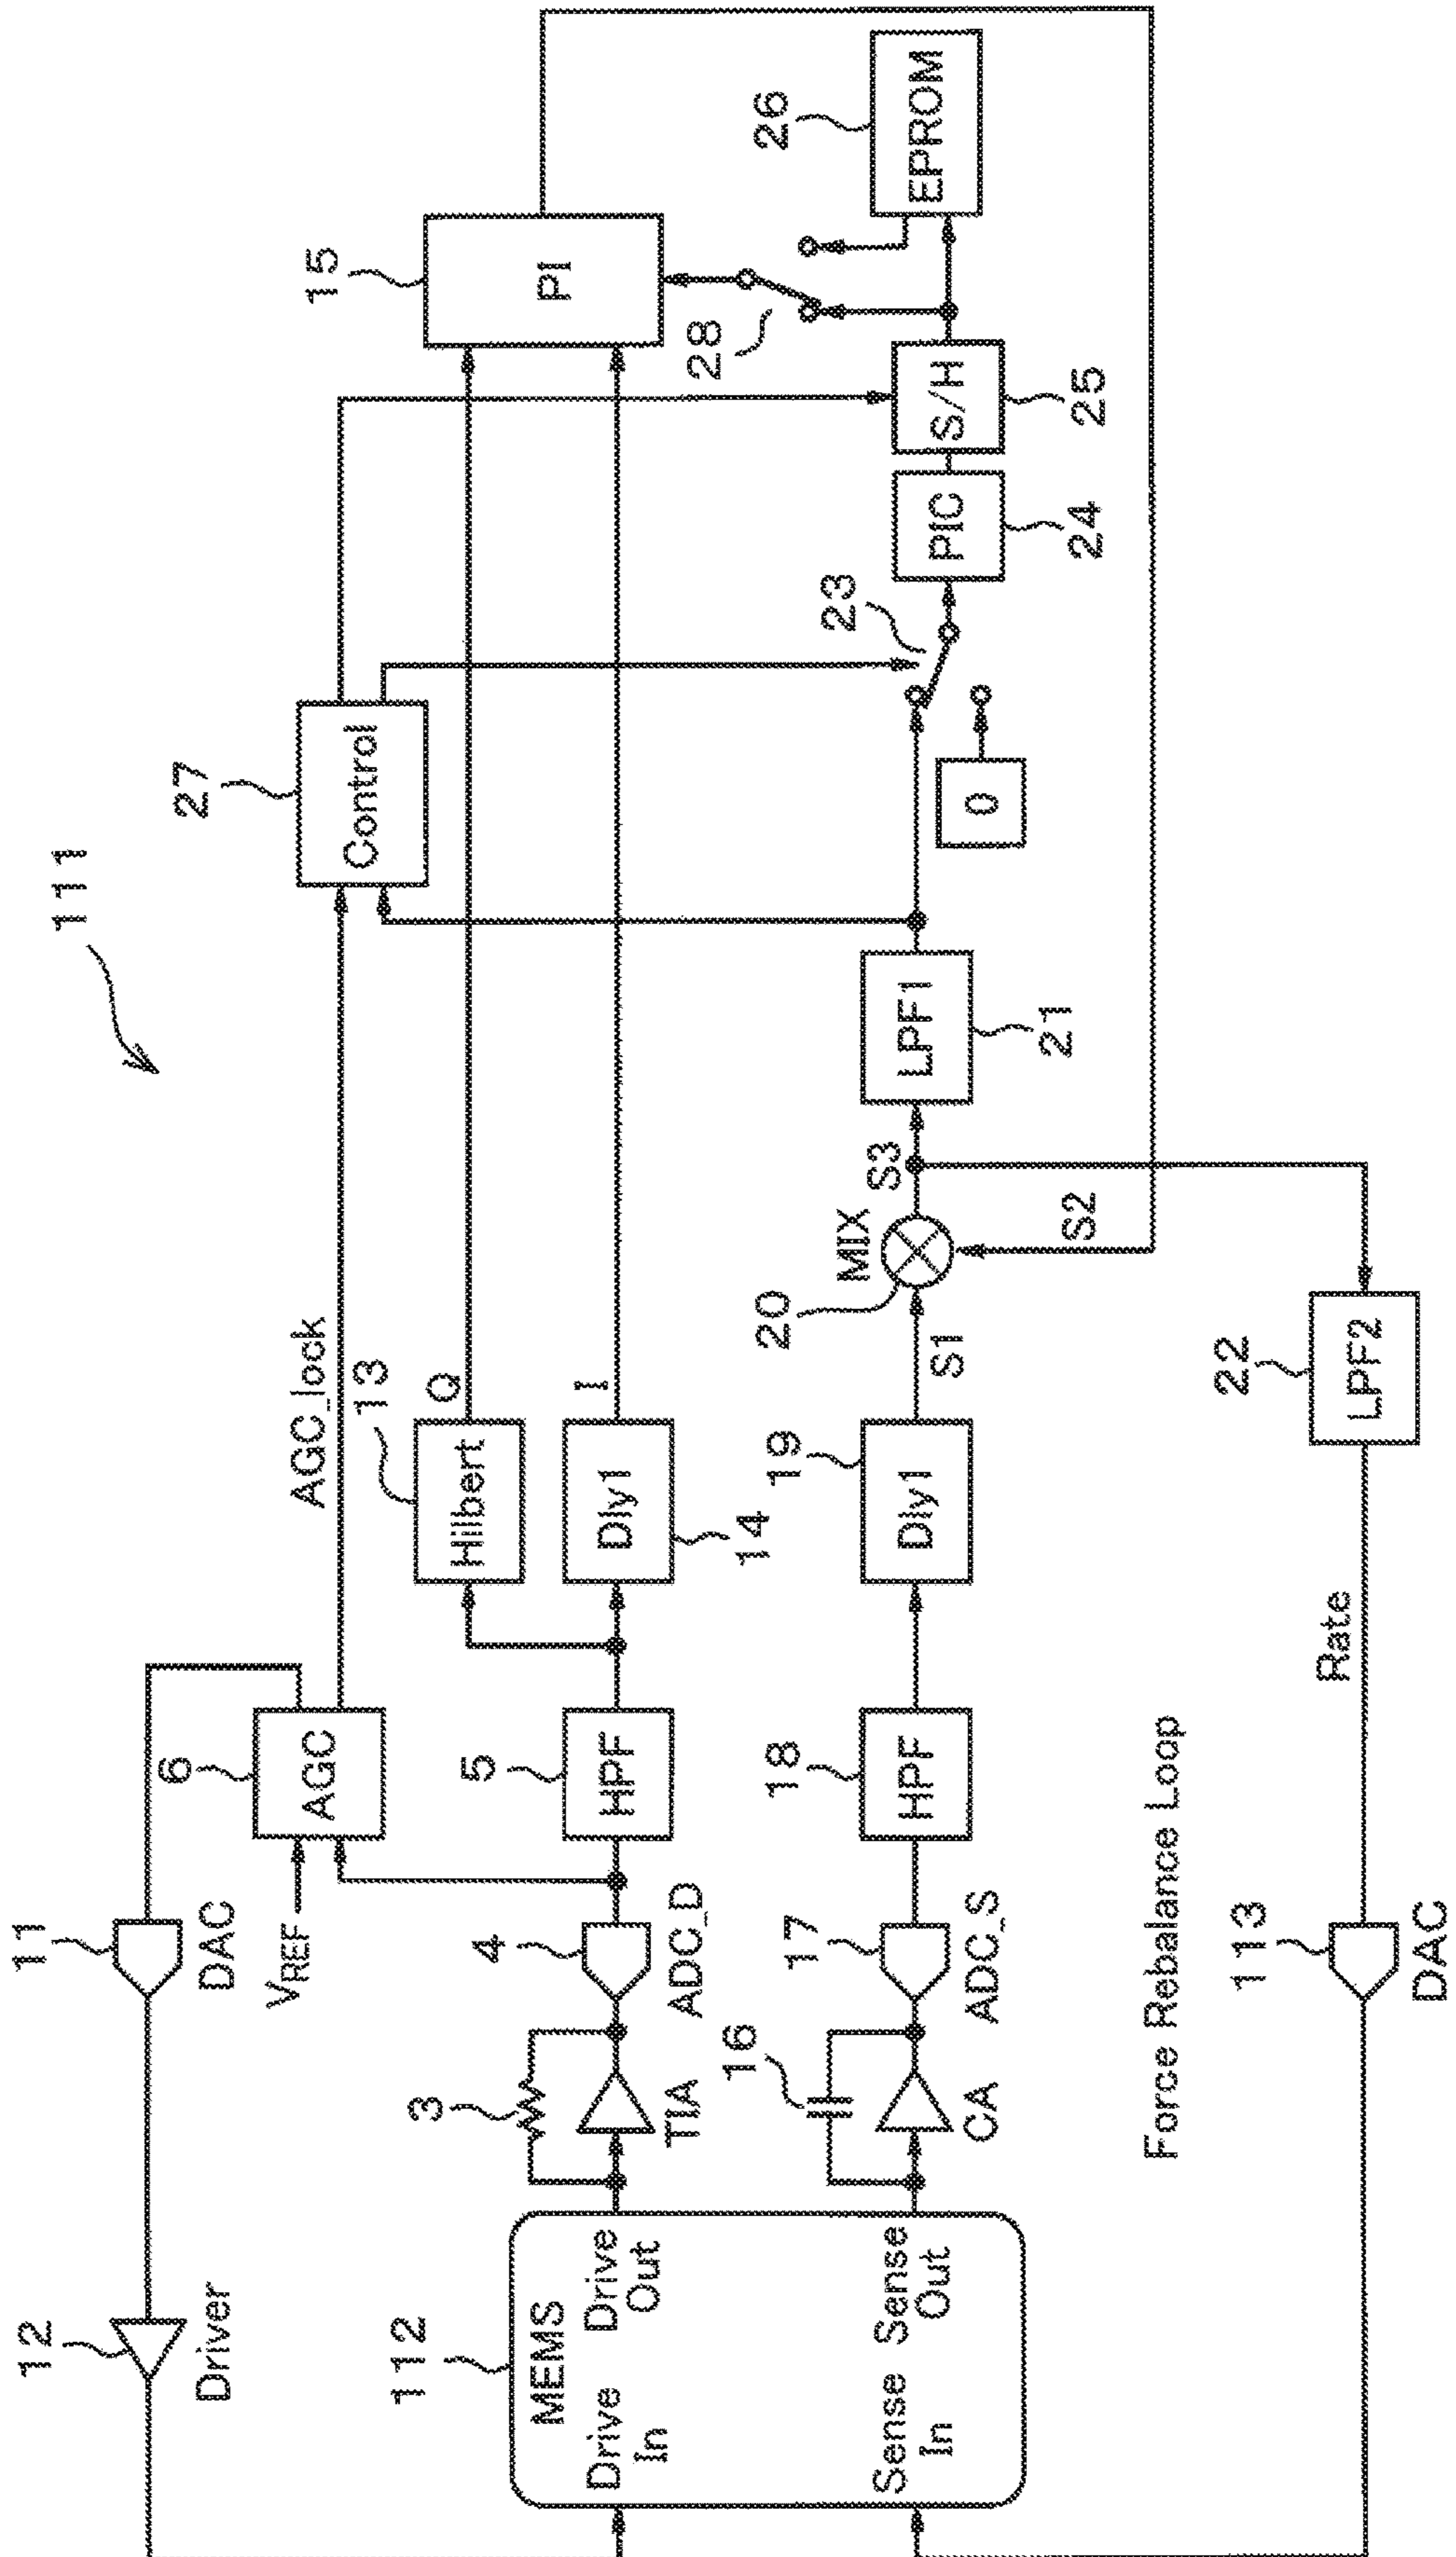 111
11
DAC
12
Driver
VREF
6
AGC
AGC_lock
27
Control
15
PI
112
MEMS
Drive In
Drive Out
Sense In
Sense Out
3
TIA
4
ADC_D
5
HPF
13
Hilbert
Q
14
Dly1
I
16
CA
17
ADC_S
18
HPF
19
Dly1
S1
MIX
20
S2
S3
LPF1
21
0
23
PIC
24
S/H
25
28
EPROM
26
Force Rebalance Loop
22
LPF2
Rate
113
DAC